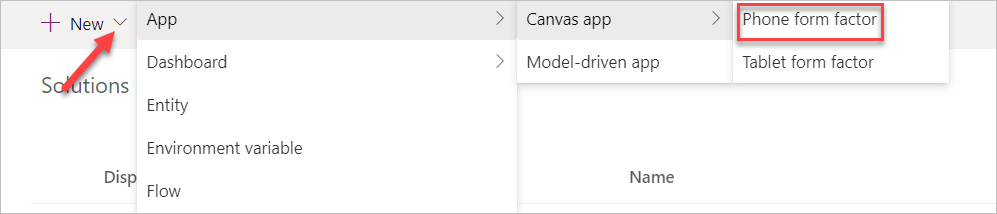 + New
App
Canvas app
Phone form factor
Dashboard
Model-driven app
Tablet form factor
Solutions
Entity
Environment variable
Disp
Name
Flow